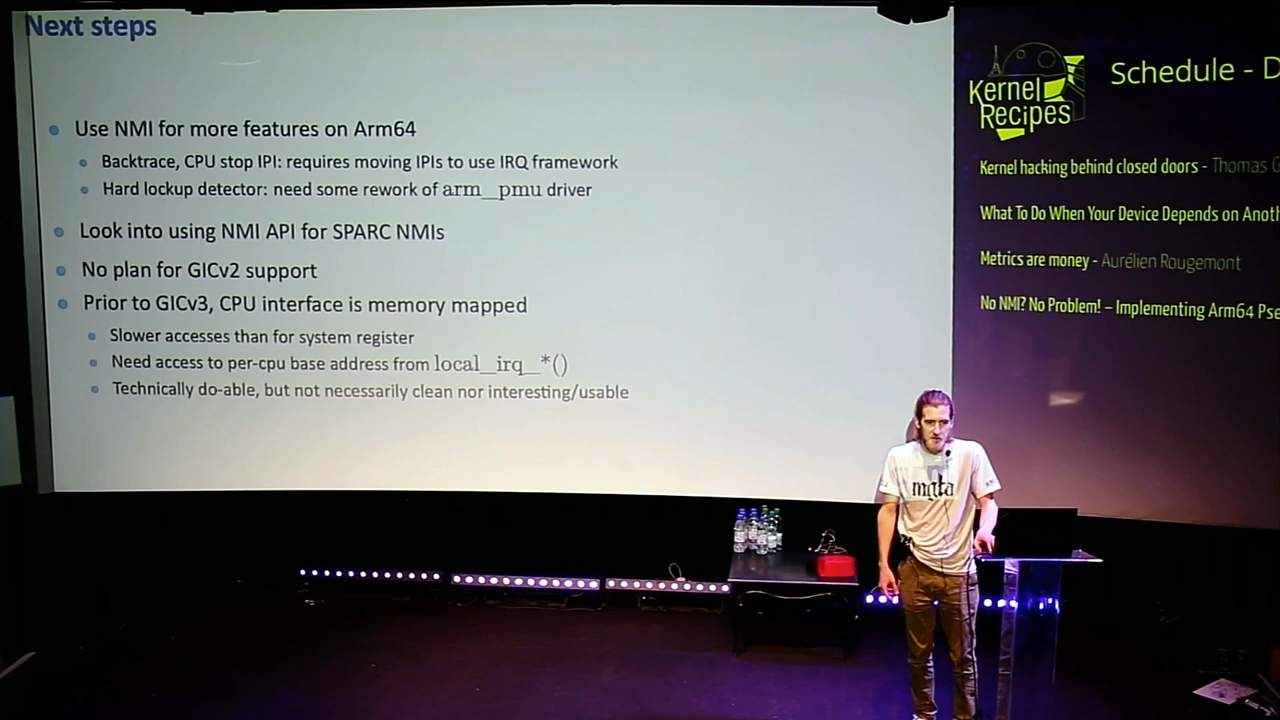 Next steps
Use NMI for more features on Arm64
Backtrace, CPU stop IPI: requires moving IPIs to use IRQ framework
Hard lockup detector: need some rework of arm_pmu driver
Look into using NMI API for SPARC NMIs
No plan for GICv2 support
Prior to GICv3, CPU interface is memory mapped
Slower accesses than for system register
Need access to per-cpu base address from local_irq_*()
Technically do-able, but not necessarily clean nor interesting/usable
Kernel
Recipes
Schedule - D
Kernel hacking behind closed doors - Thomas G
What To Do When Your Device Depends on Anoth
Metrics are money - Aurélien Rougemont
No NMI? No Problem! – Implementing Arm64 Pse